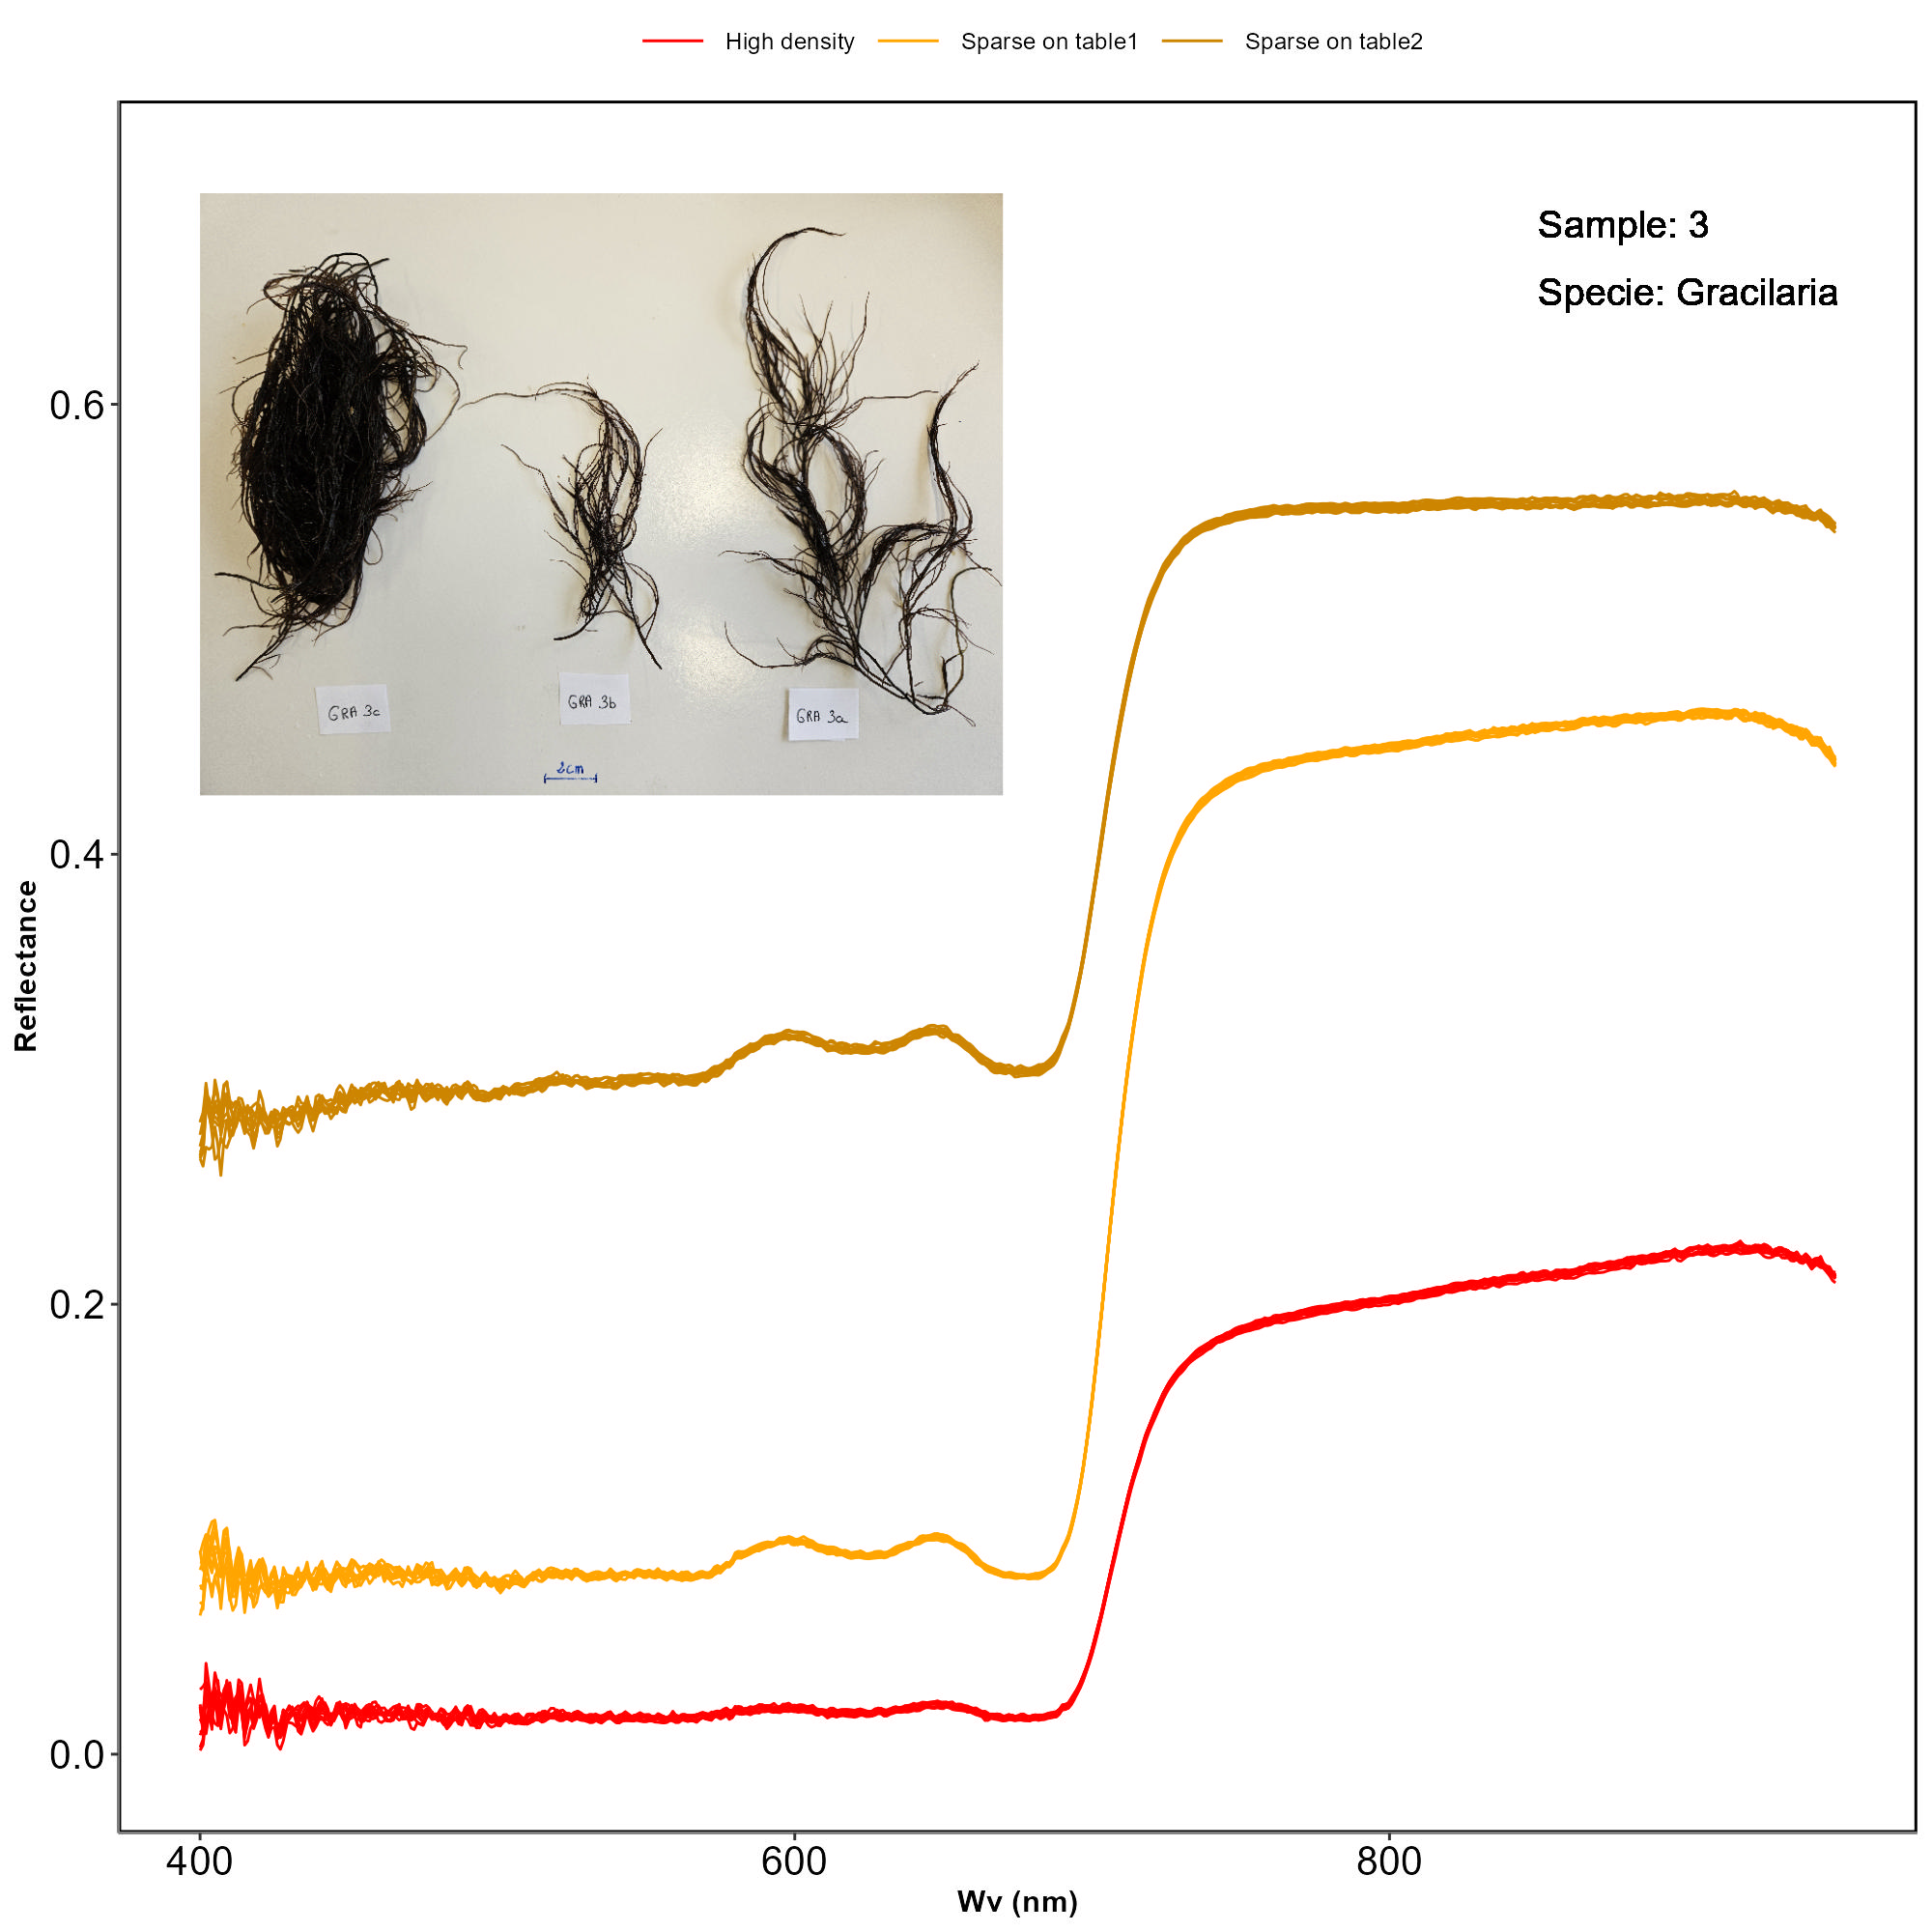 High density Sparse on table1 Sparse on table2
Sample: 3
Specie: Gracilaria
GRA 3c
GRA 3b
GRA 3a
2cm
0.6
0.4
0.2
0.0
Reflectance
400 600 800
Wv (nm)